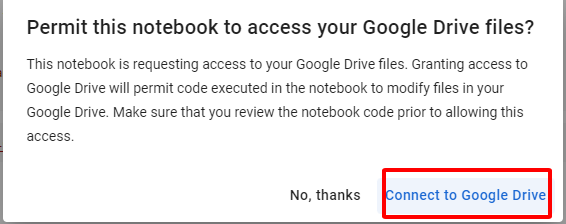 Permit this notebook to access your Google Drive files?
This notebook is requesting access to your Google Drive files. Granting access to
Google Drive will permit code executed in the notebook to modify files in your
Google Drive. Make sure that you review the notebook code prior to allowing this
access.
No, thanks Connect to Google Drive